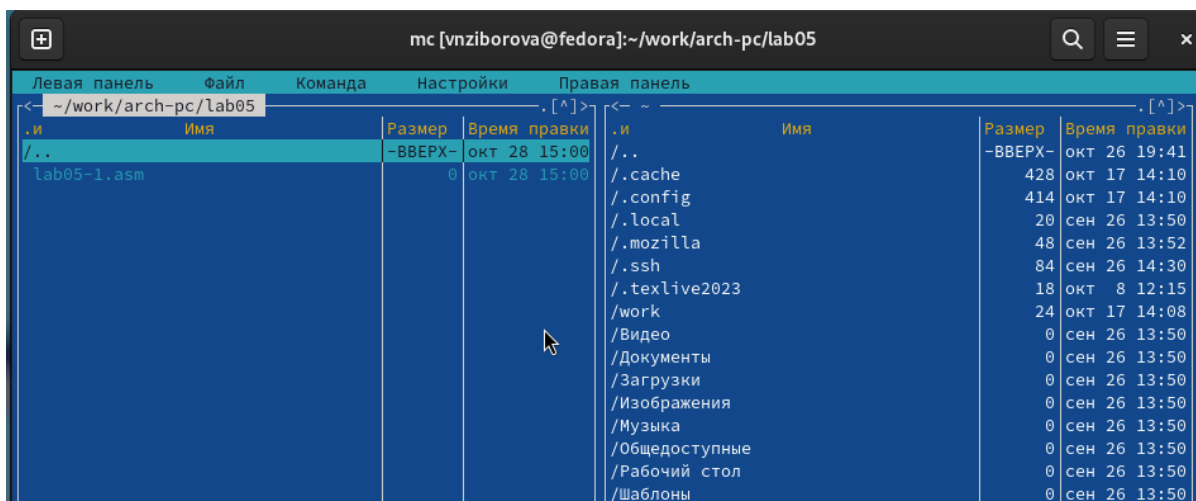 mc [vnziborova@fedora]:~/work/arch-pc/lab05
Левая панель Файл Команда Настройки Правая панель
<─ ~/work/arch-pc/lab05 .[^]>
.и Имя Размер Время правки
/.. -ВВЕРХ- окт 28 15:00
lab05-1.asm 0 окт 28 15:00
<─ ~ .[^]>
.и Имя Размер Время правки
/.. -ВВЕРХ- окт 26 19:41
/.cache 428 окт 17 14:10
/.config 414 окт 17 14:10
/.local 20 сен 26 13:50
/.mozilla 48 сен 26 13:52
/.ssh 84 сен 26 14:30
/.texlive2023 18 окт 8 12:15
/work 24 окт 17 14:08
/Видео 0 сен 26 13:50
/Документы 0 сен 26 13:50
/Загрузки 0 сен 26 13:50
/Изображения 0 сен 26 13:50
/Музыка 0 сен 26 13:50
/Общедоступные 0 сен 26 13:50
/Рабочий стол 0 сен 26 13:50
/Шаблоны 0 сен 26 13:50